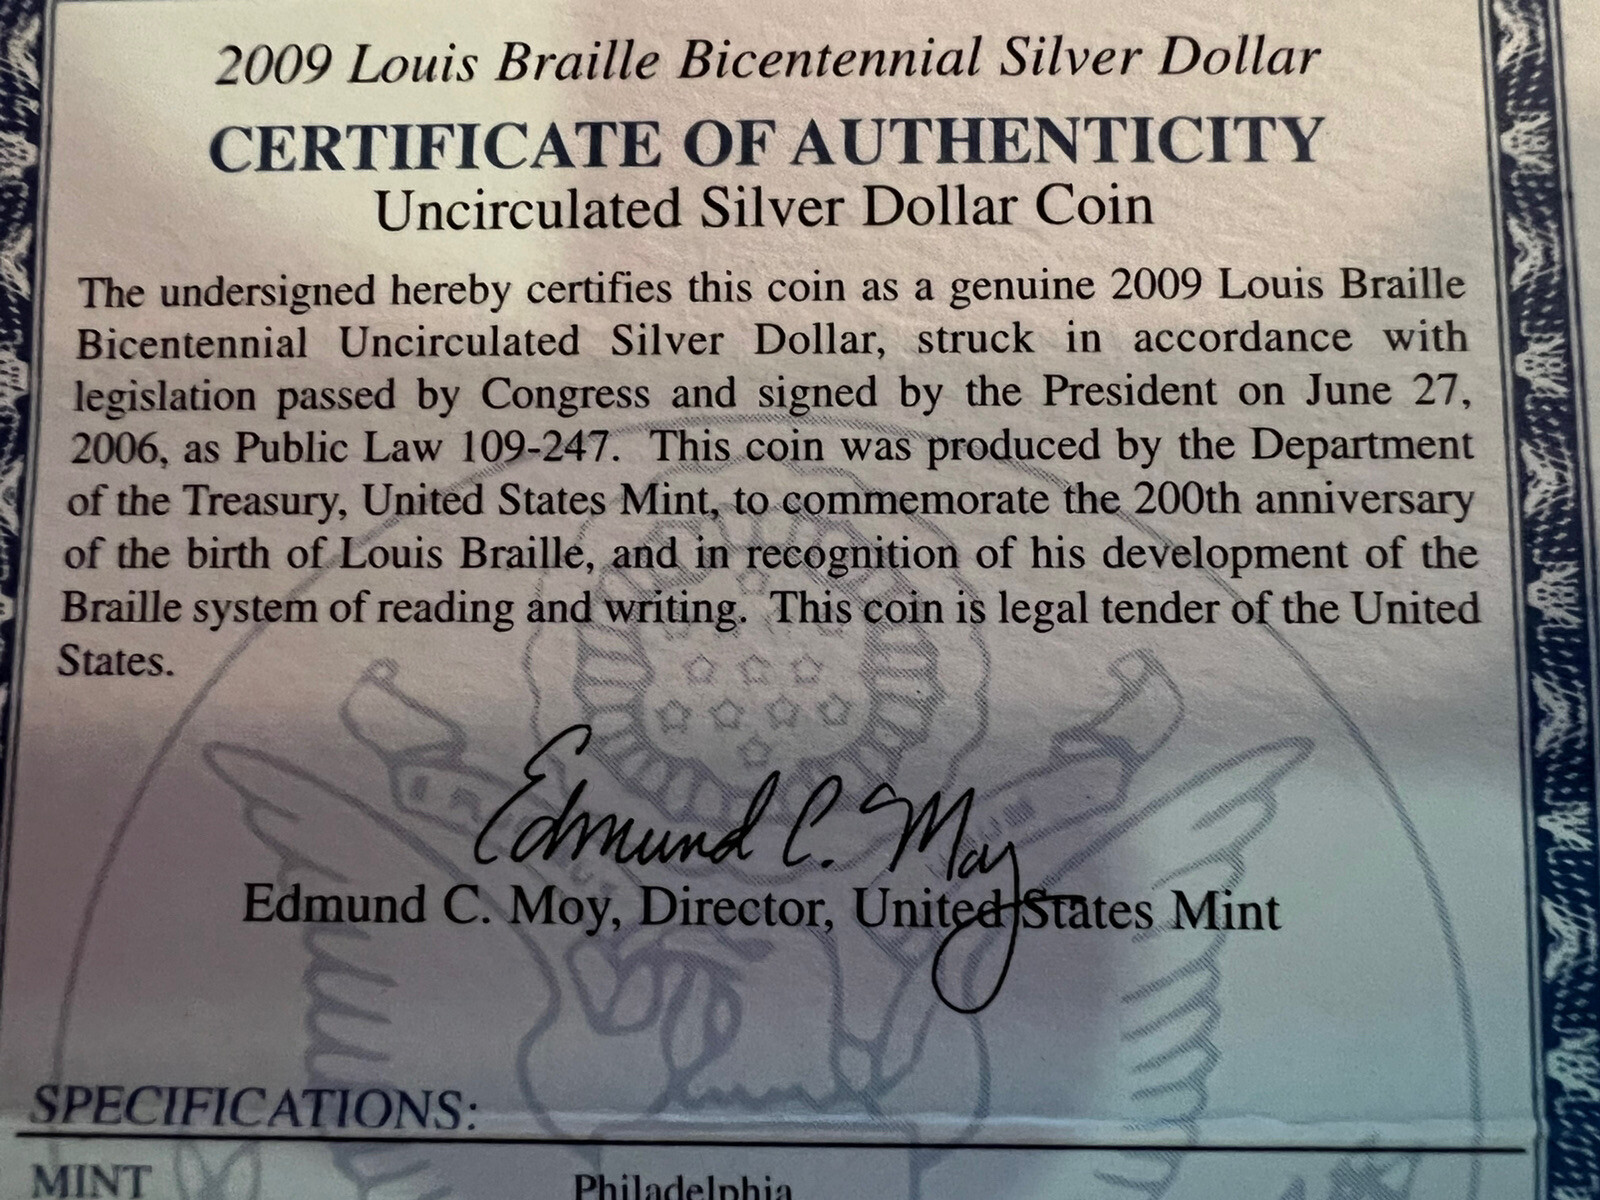 2009 Louis Braille Bicentennial Silver Dollar
CERTIFICATE OF AUTHENTICITY
Uncirculated Silver Dollar Coin
The undersigned hereby certifies this coin as a genuine 2009 Louis Braille
Bicentennial Uncirculated Silver Dollar, struck in accordance with
legislation passed by Congress and signed by the President on June 27,
2006, as Public Law 109-247. This coin was produced by the Department
of the Treasury, United States Mint, to commemorate the 200th anniversary
of the birth of Louis Braille, and in recognition of his development of the
Braille system of reading and writing. This coin is legal tender of the United
States.
Edmund C. Moy
Edmund C. Moy, Director, United States Mint
SPECIFICATIONS:
MINT Philadelphia